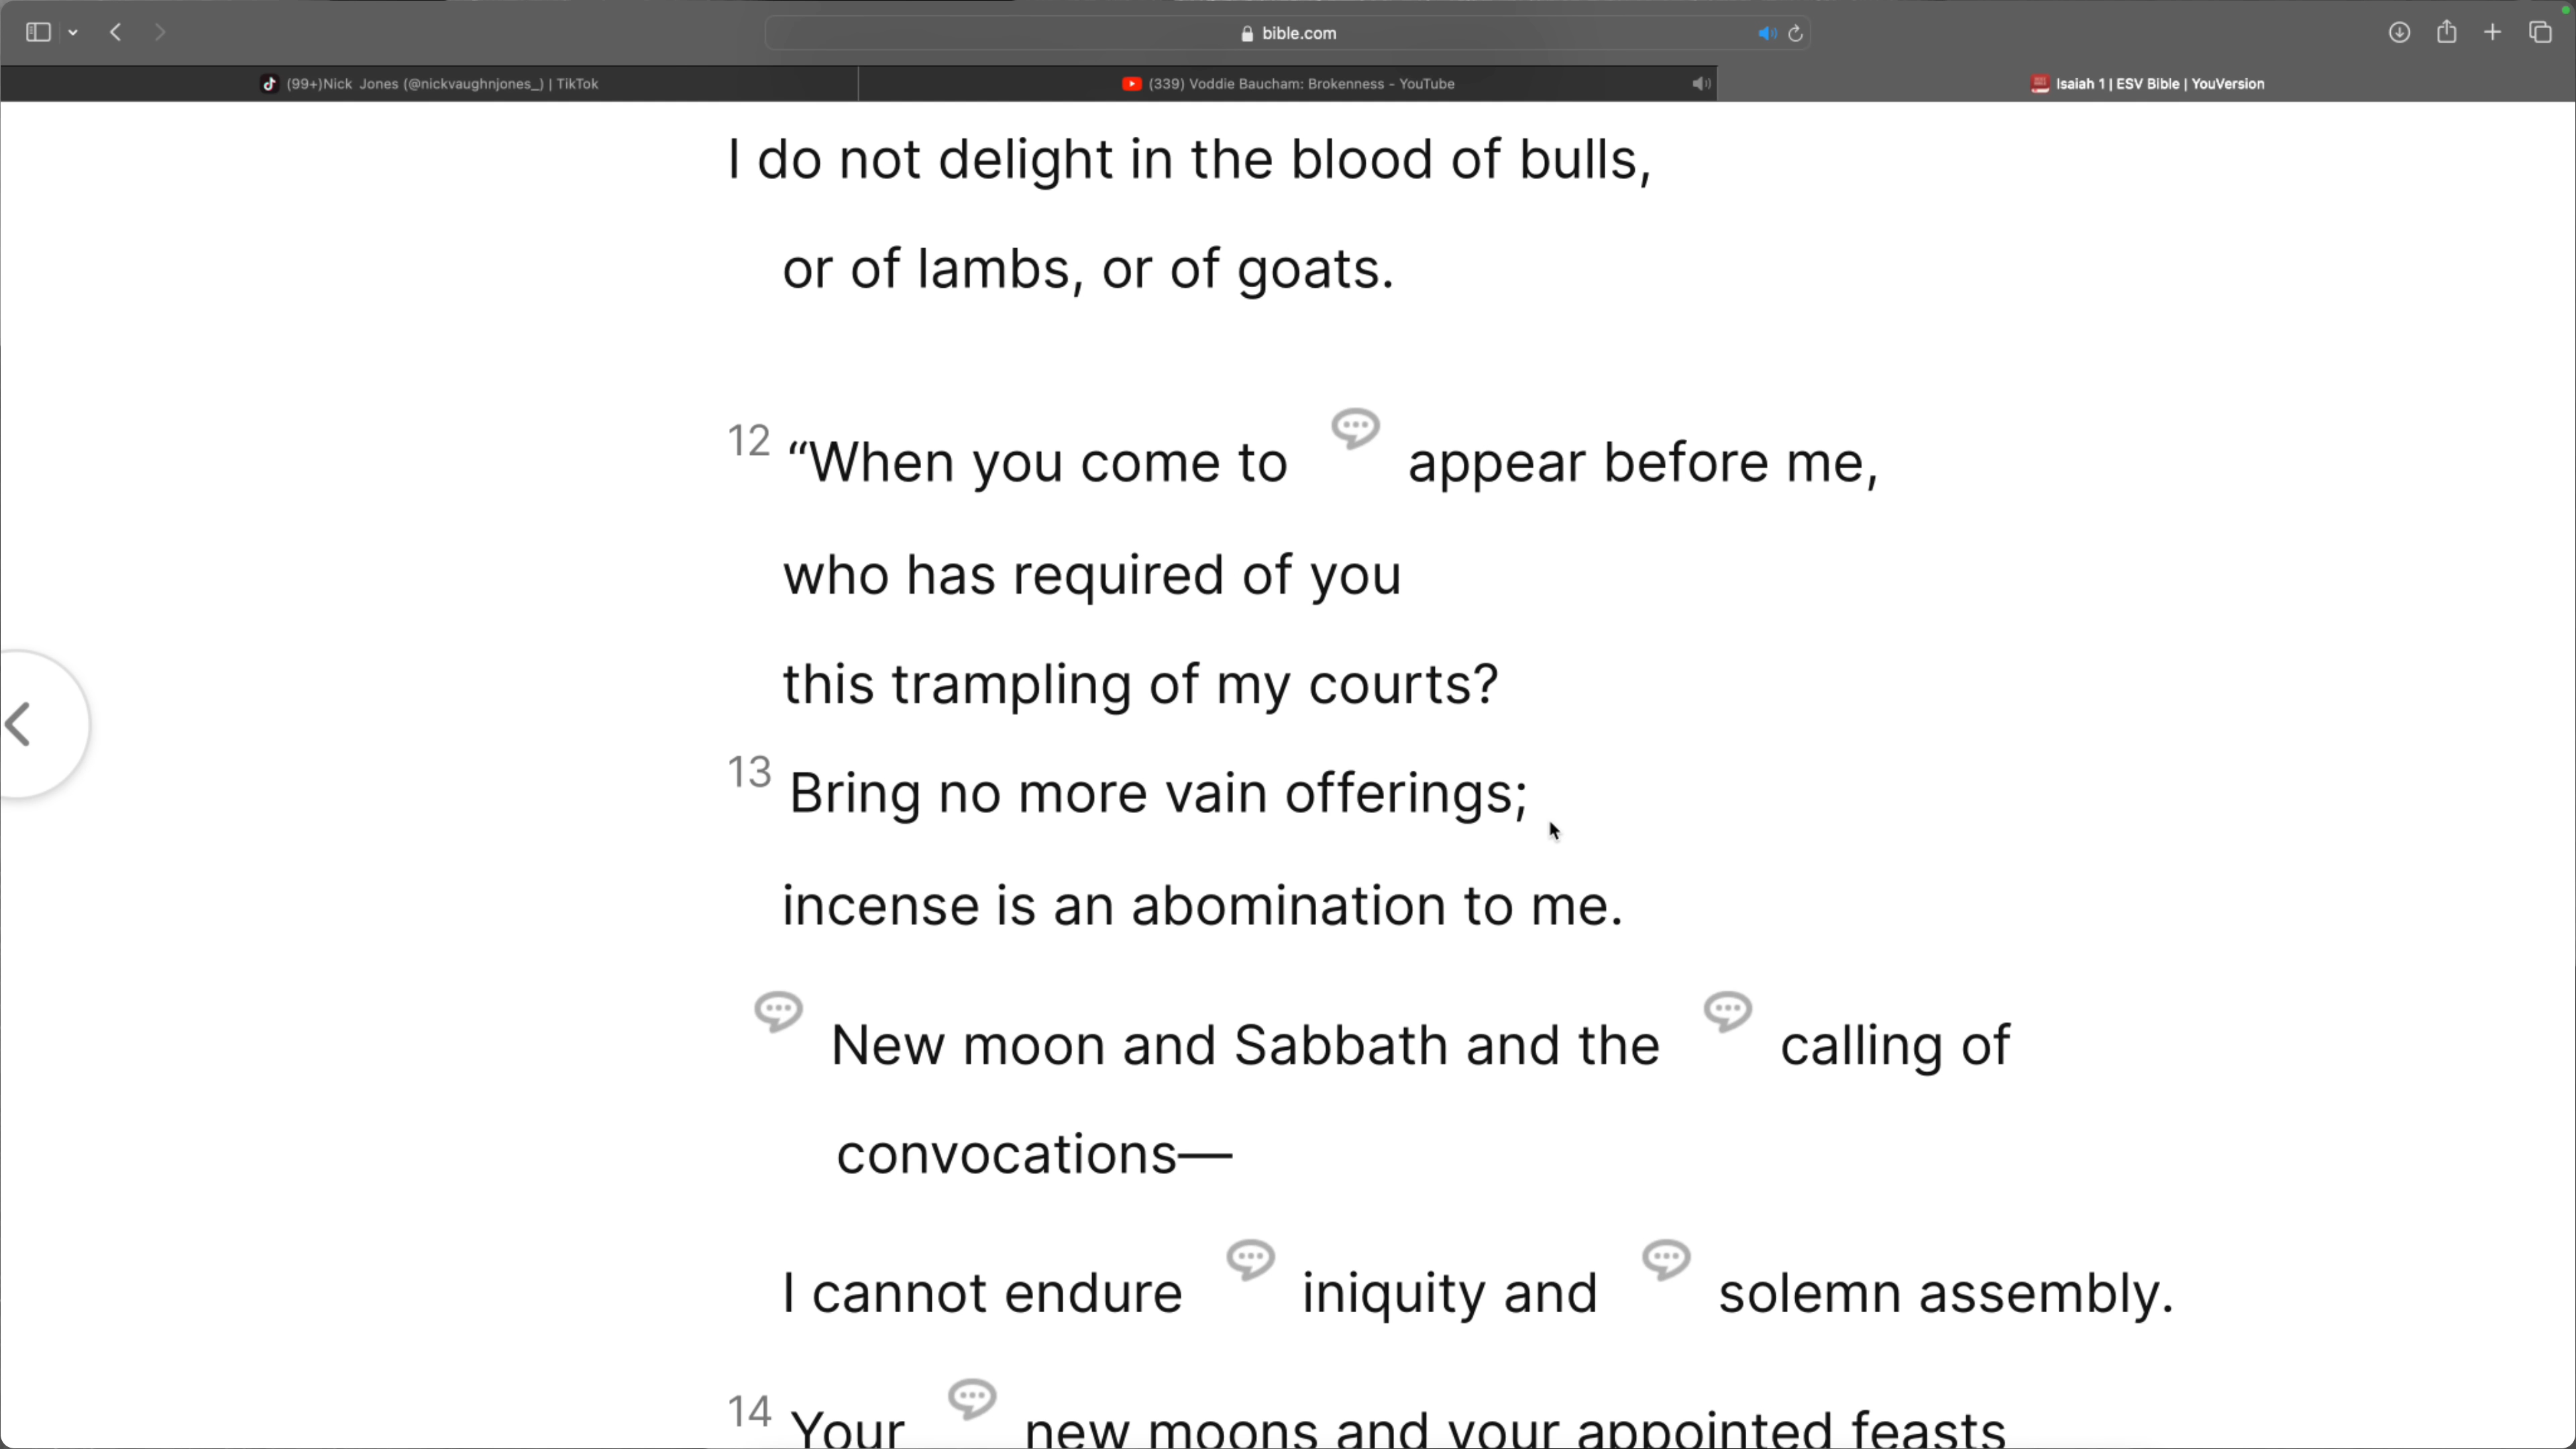 bible.com
(99+)Nick Jones (@nickvaughnjones_) | TikTok
(339) Voddie Baucham: Brokenness - YouTube
Isaiah 1 | ESV Bible | YouVersion
I do not delight in the blood of bulls,
or of lambs, or of goats.
12 “When you come to appear before me,
who has required of you
this trampling of my courts?
13 Bring no more vain offerings;
incense is an abomination to me.
New moon and Sabbath and the calling of
convocations—
I cannot endure iniquity and solemn assembly.
14 Your new moons and your appointed feasts